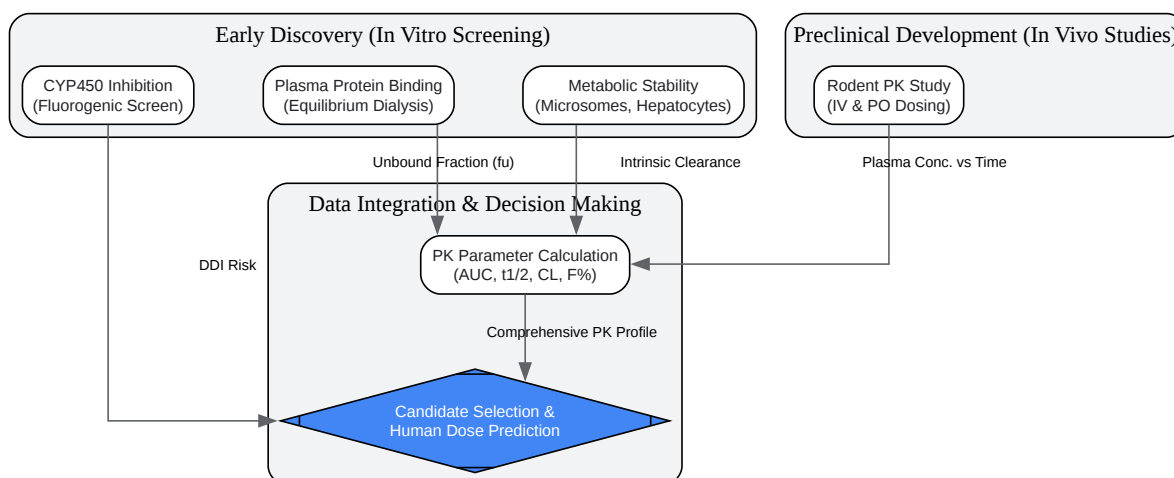 Early Discovery (In Vitro Screening)
Preclinical Development (In Vivo Studies)
CYP450 Inhibition
(Fluorogenic Screen)
Plasma Protein Binding
(Equilibrium Dialysis)
Metabolic Stability
(Microsomes, Hepatocytes)
Rodent PK Study
(IV & PO Dosing)
Unbound Fraction (fu)
Intrinsic Clearance
Plasma Conc. vs Time
Data Integration & Decision Making
DDI Risk
PK Parameter Calculation
(AUC, t1/2, CL, F%)
Comprehensive PK Profile
Candidate Selection &
Human Dose Prediction